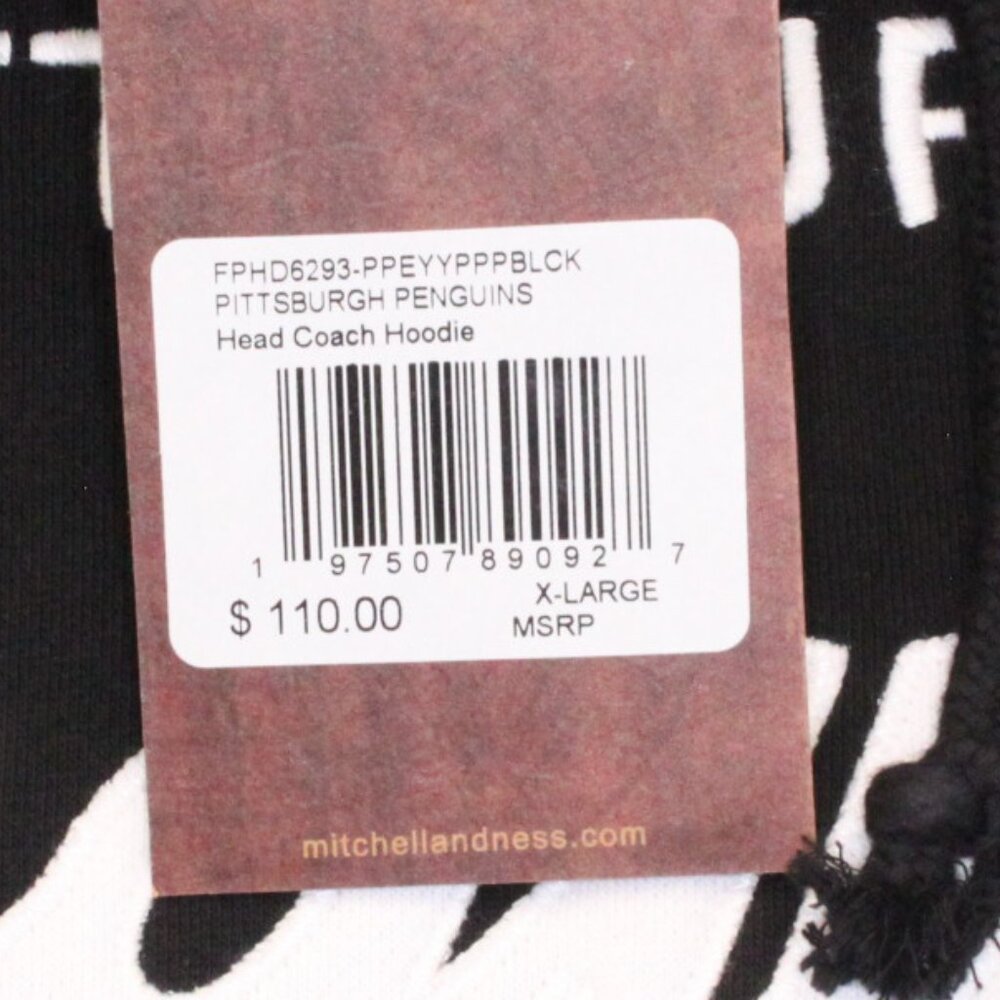 FPHD6293-PPEYYPPPBLCK
PITTSBURGH PENGUINS
Head Coach Hoodie
1 97507 89092 7
$ 110.00
X-LARGE
MSRP
mitchellandness.com